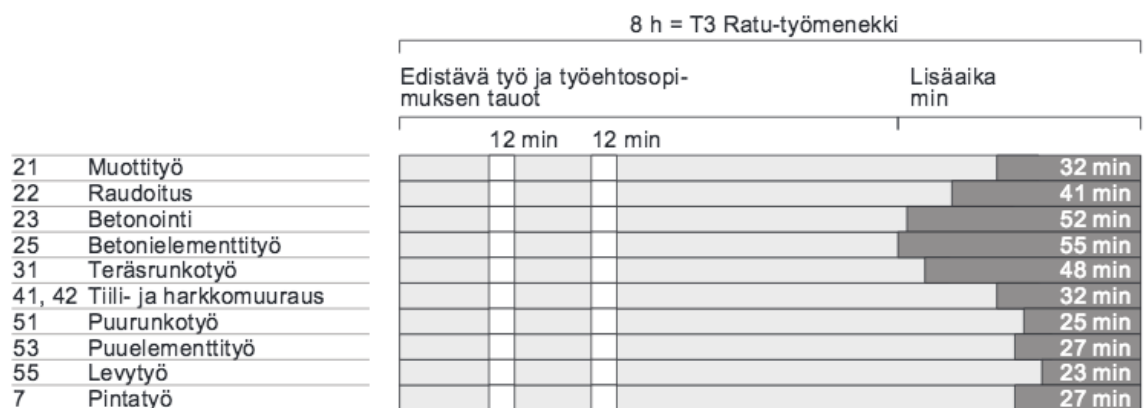 8 h = T3 Ratu-työmenekki
Edistävä työ ja työehtosopi-
muksen tauot
Lisäaika
min
12 min 12 min
21 Muottityö 32 min
22 Raudoitus 41 min
23 Betonointi 52 min
25 Betonielementtityö 55 min
31 Teräsrunkotyö 48 min
41, 42 Tiili- ja harkkomuuraus 32 min
51 Puurunkotyö 25 min
53 Puuelementtityö 27 min
55 Levytyö 23 min
7 Pintatyö 27 min